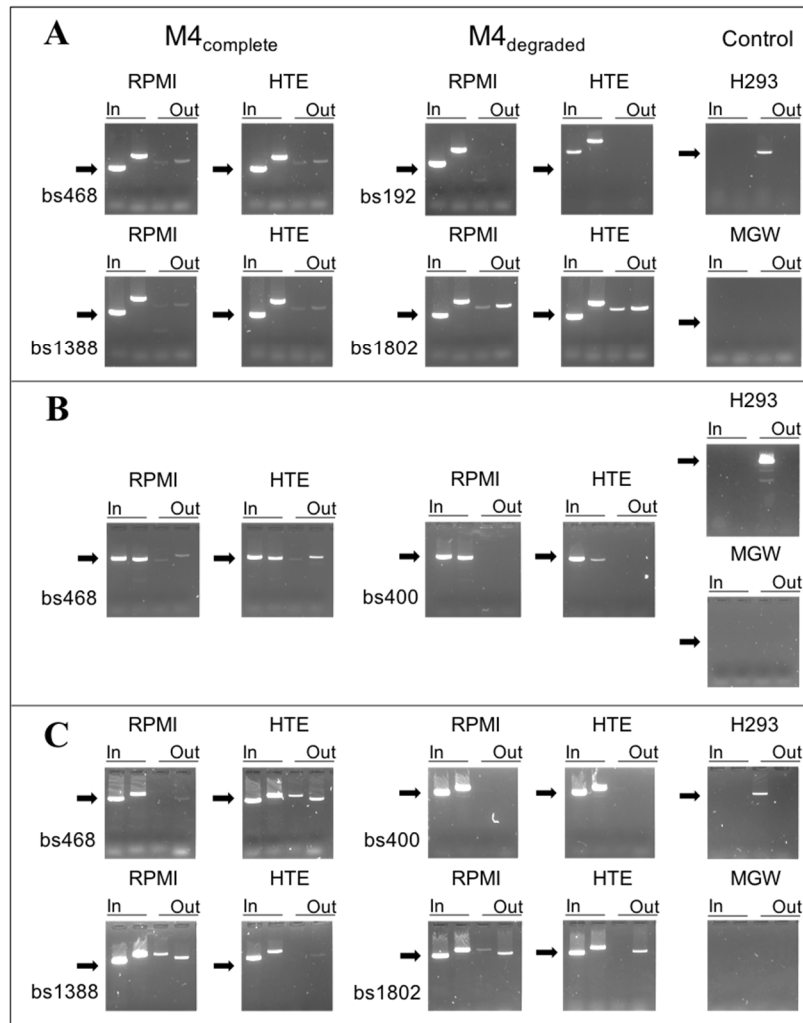 A M4complete M4degraded Control
RPMI HTE RPMI HTE H293
In Out In Out In Out In Out In Out
bs468 bs192
RPMI HTE RPMI HTE MGW
In Out In Out In Out In Out In Out
bs1388 bs1802
B H293
In Out
RPMI HTE RPMI HTE
In Out In Out In Out In Out
MGW
In Out
bs468 bs400
C RPMI HTE RPMI HTE H293
In Out In Out In Out In Out In Out
bs468 bs400
RPMI HTE RPMI HTE MGW
In Out In Out In Out In Out In Out
bs1388 bs1802